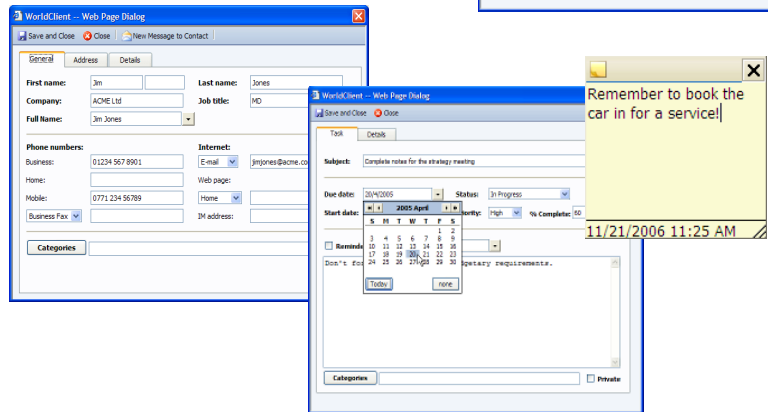 WorldClient -- Web Page Dialog
Save and Close Close New Message to Contact
General Address Details
First name: Jim Last name: Jones
Company: ACME Ltd Job title: MD
Full Name: Jim Jones
Phone numbers: Internet:
Business: 01234 567 8901 E-mail jimjones@acme.co
Home: Web page:
Mobile: 0771 234 56789 Home
Business Fax IM address:
Categories
WorldClient -- Web Page Dialog
Save and Close Close
Task Details
Subject: Complete notes for the strategy meeting
Due date: 20/4/2005 Status: In Progress
Start date: Priority: High % Complete: 60
2005 April
S M T W T F S
1 2
3 4 5 6 7 8 9
10 11 12 13 14 15 16
17 18 19 20 21 22 23
24 25 26 27 28 29 30
Today none
Don't budgetary requirements.
Categories Private
Remember to book the
car in for a service!
11/21/2006 11:25 AM